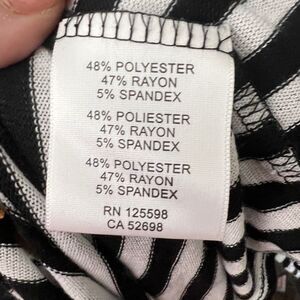 48% POLYESTER
47% RAYON
5% SPANDEX
48% POLIESTER
47% RAYON
5% SPANDEX
48% POLYESTER
47% RAYON
5% SPANDEX
RN 125598
CA 52698